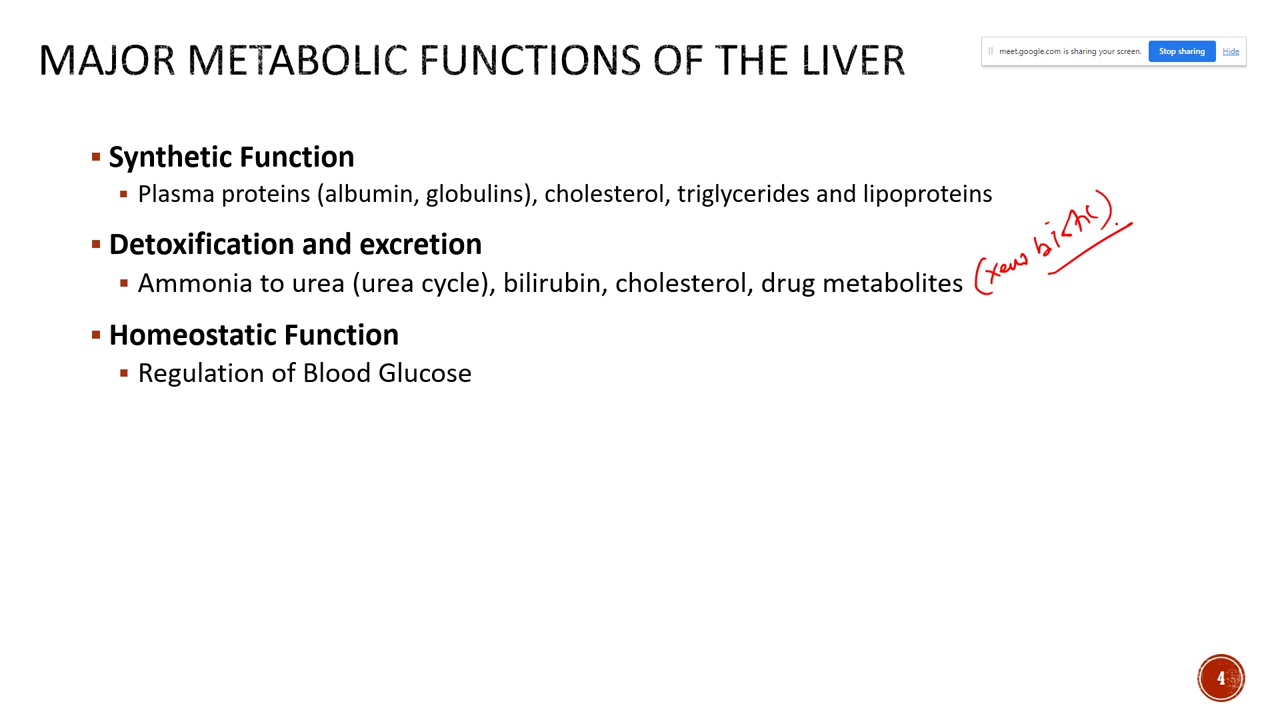 MAJOR METABOLIC FUNCTIONS OF THE LIVER
meet.google.com is sharing your screen. Stop sharing Hide
Synthetic Function
Plasma proteins (albumin, globulins), cholesterol, triglycerides and lipoproteins
Detoxification and excretion
Ammonia to urea (urea cycle), bilirubin, cholesterol, drug metabolites
Homeostatic Function
Regulation of Blood Glucose
4